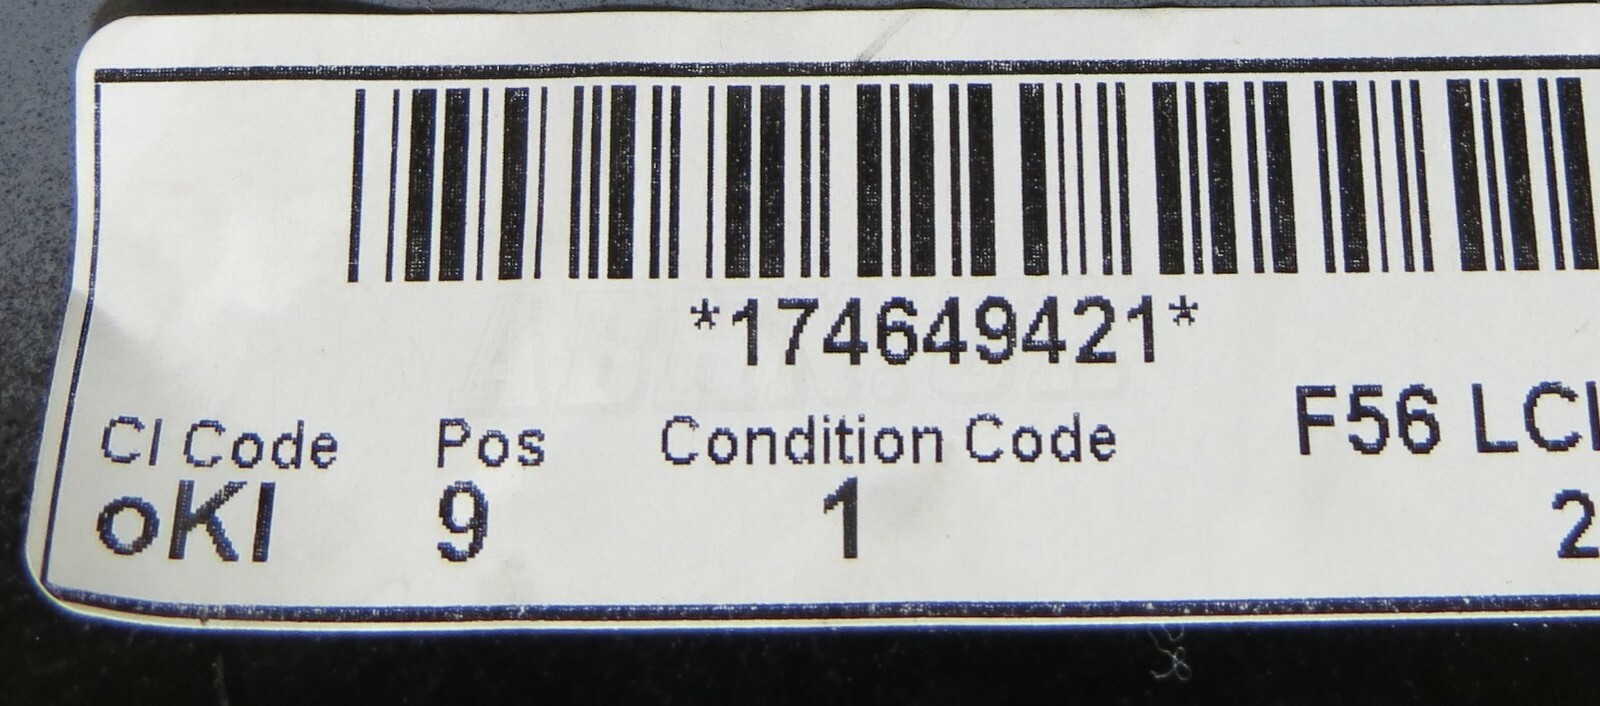 *174649421*
F56 LCI
CI Code Pos Condition Code
oKI 9 1 2